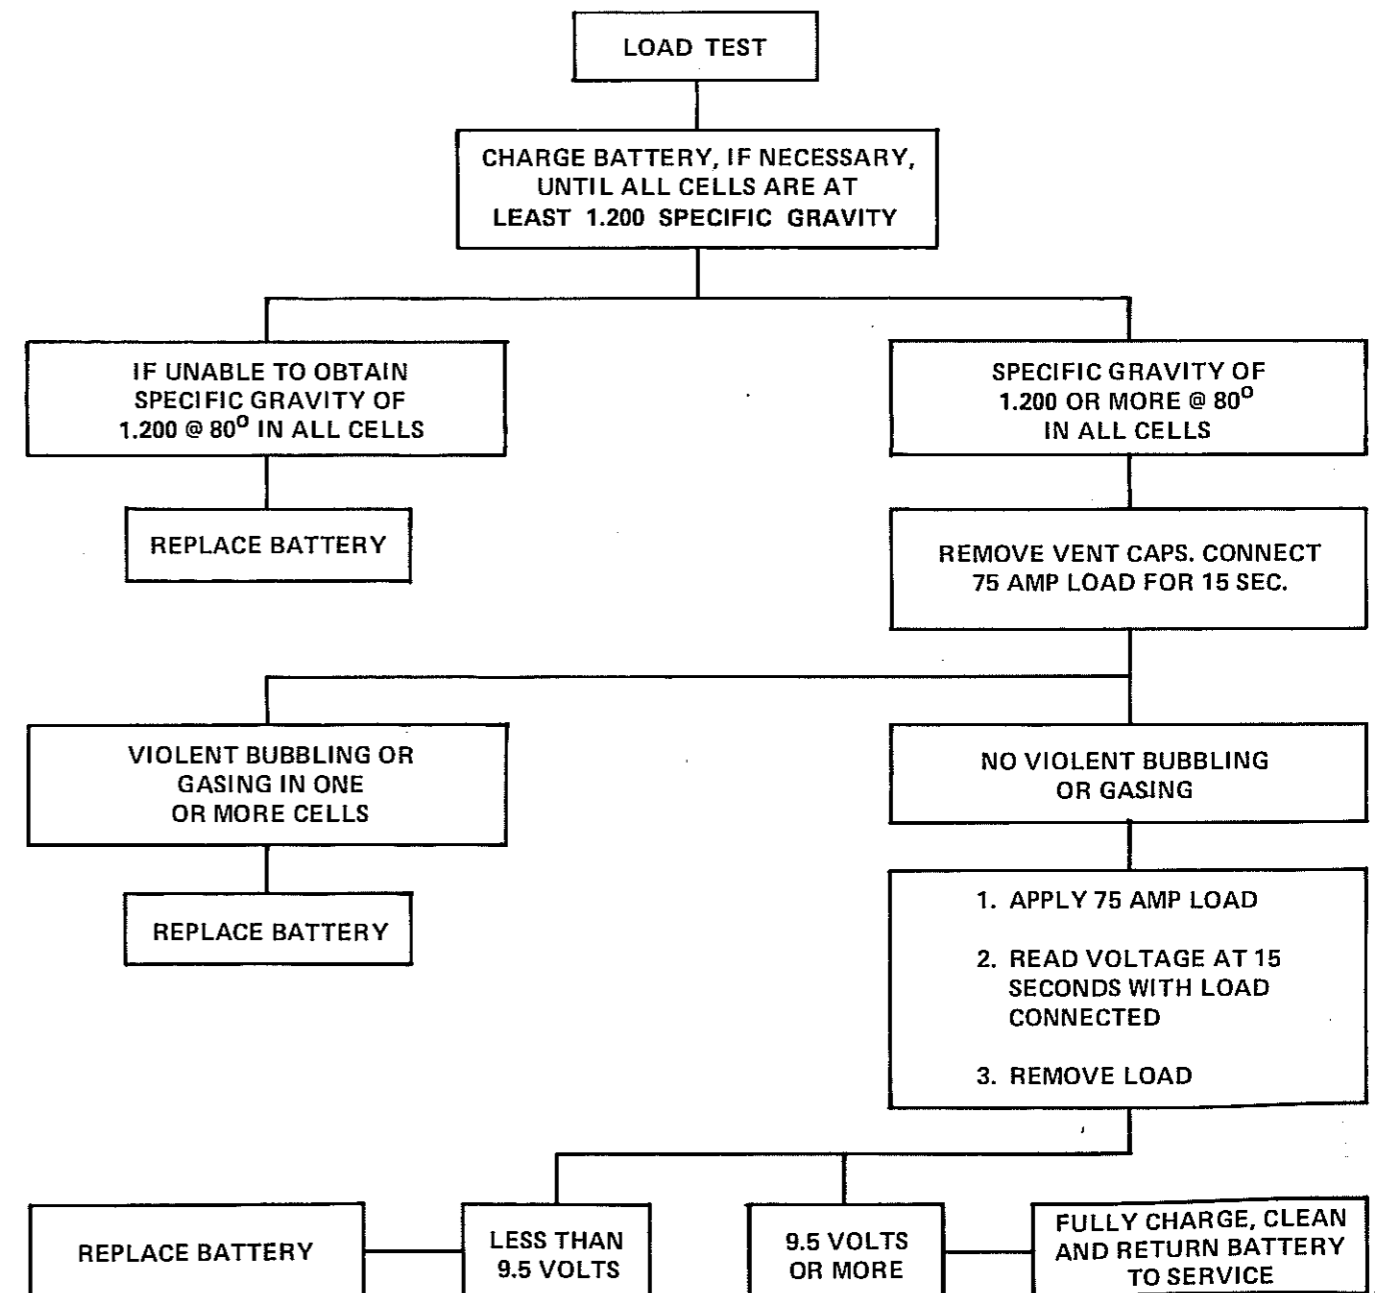 LOAD TEST
CHARGE BATTERY, IF NECESSARY,
UNTIL ALL CELLS ARE AT
LEAST 1.200 SPECIFIC GRAVITY
IF UNABLE TO OBTAIN
SPECIFIC GRAVITY OF
1.200 @ 80⁰ IN ALL CELLS
SPECIFIC GRAVITY OF
1.200 OR MORE @ 80⁰
IN ALL CELLS
REPLACE BATTERY
REMOVE VENT CAPS. CONNECT
75 AMP LOAD FOR 15 SEC.
VIOLENT BUBBLING OR
GASING IN ONE
OR MORE CELLS
NO VIOLENT BUBBLING
OR GASING
REPLACE BATTERY
1. APPLY 75 AMP LOAD
2. READ VOLTAGE AT 15
SECONDS WITH LOAD
CONNECTED
3. REMOVE LOAD
REPLACE BATTERY
LESS THAN
9.5 VOLTS
9.5 VOLTS
OR MORE
FULLY CHARGE, CLEAN
AND RETURN BATTERY
TO SERVICE